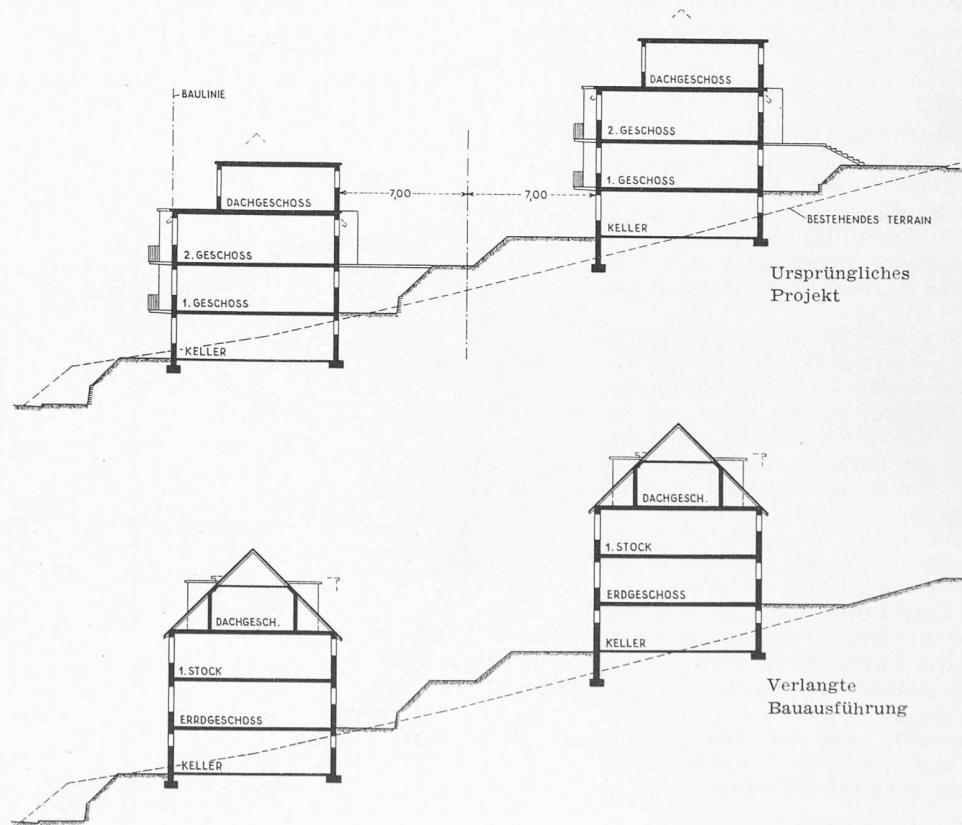 BAULINIE
DACHGESCHOSS
2. GESCHOSS
1. GESCHOSS
KELLER
7,00
7,00
DACHGESCHOSS
2. GESCHOSS
1. GESCHOSS
KELLER
BESTEHENDES TERRAIN
Ursprüngliches
Projekt
DACHGESCH.
1. STOCK
ERRDGESCHOSS
KELLER
DACHGESCH.
1. STOCK
ERDGESCHOSS
KELLER
Verlangte
Bauausführung